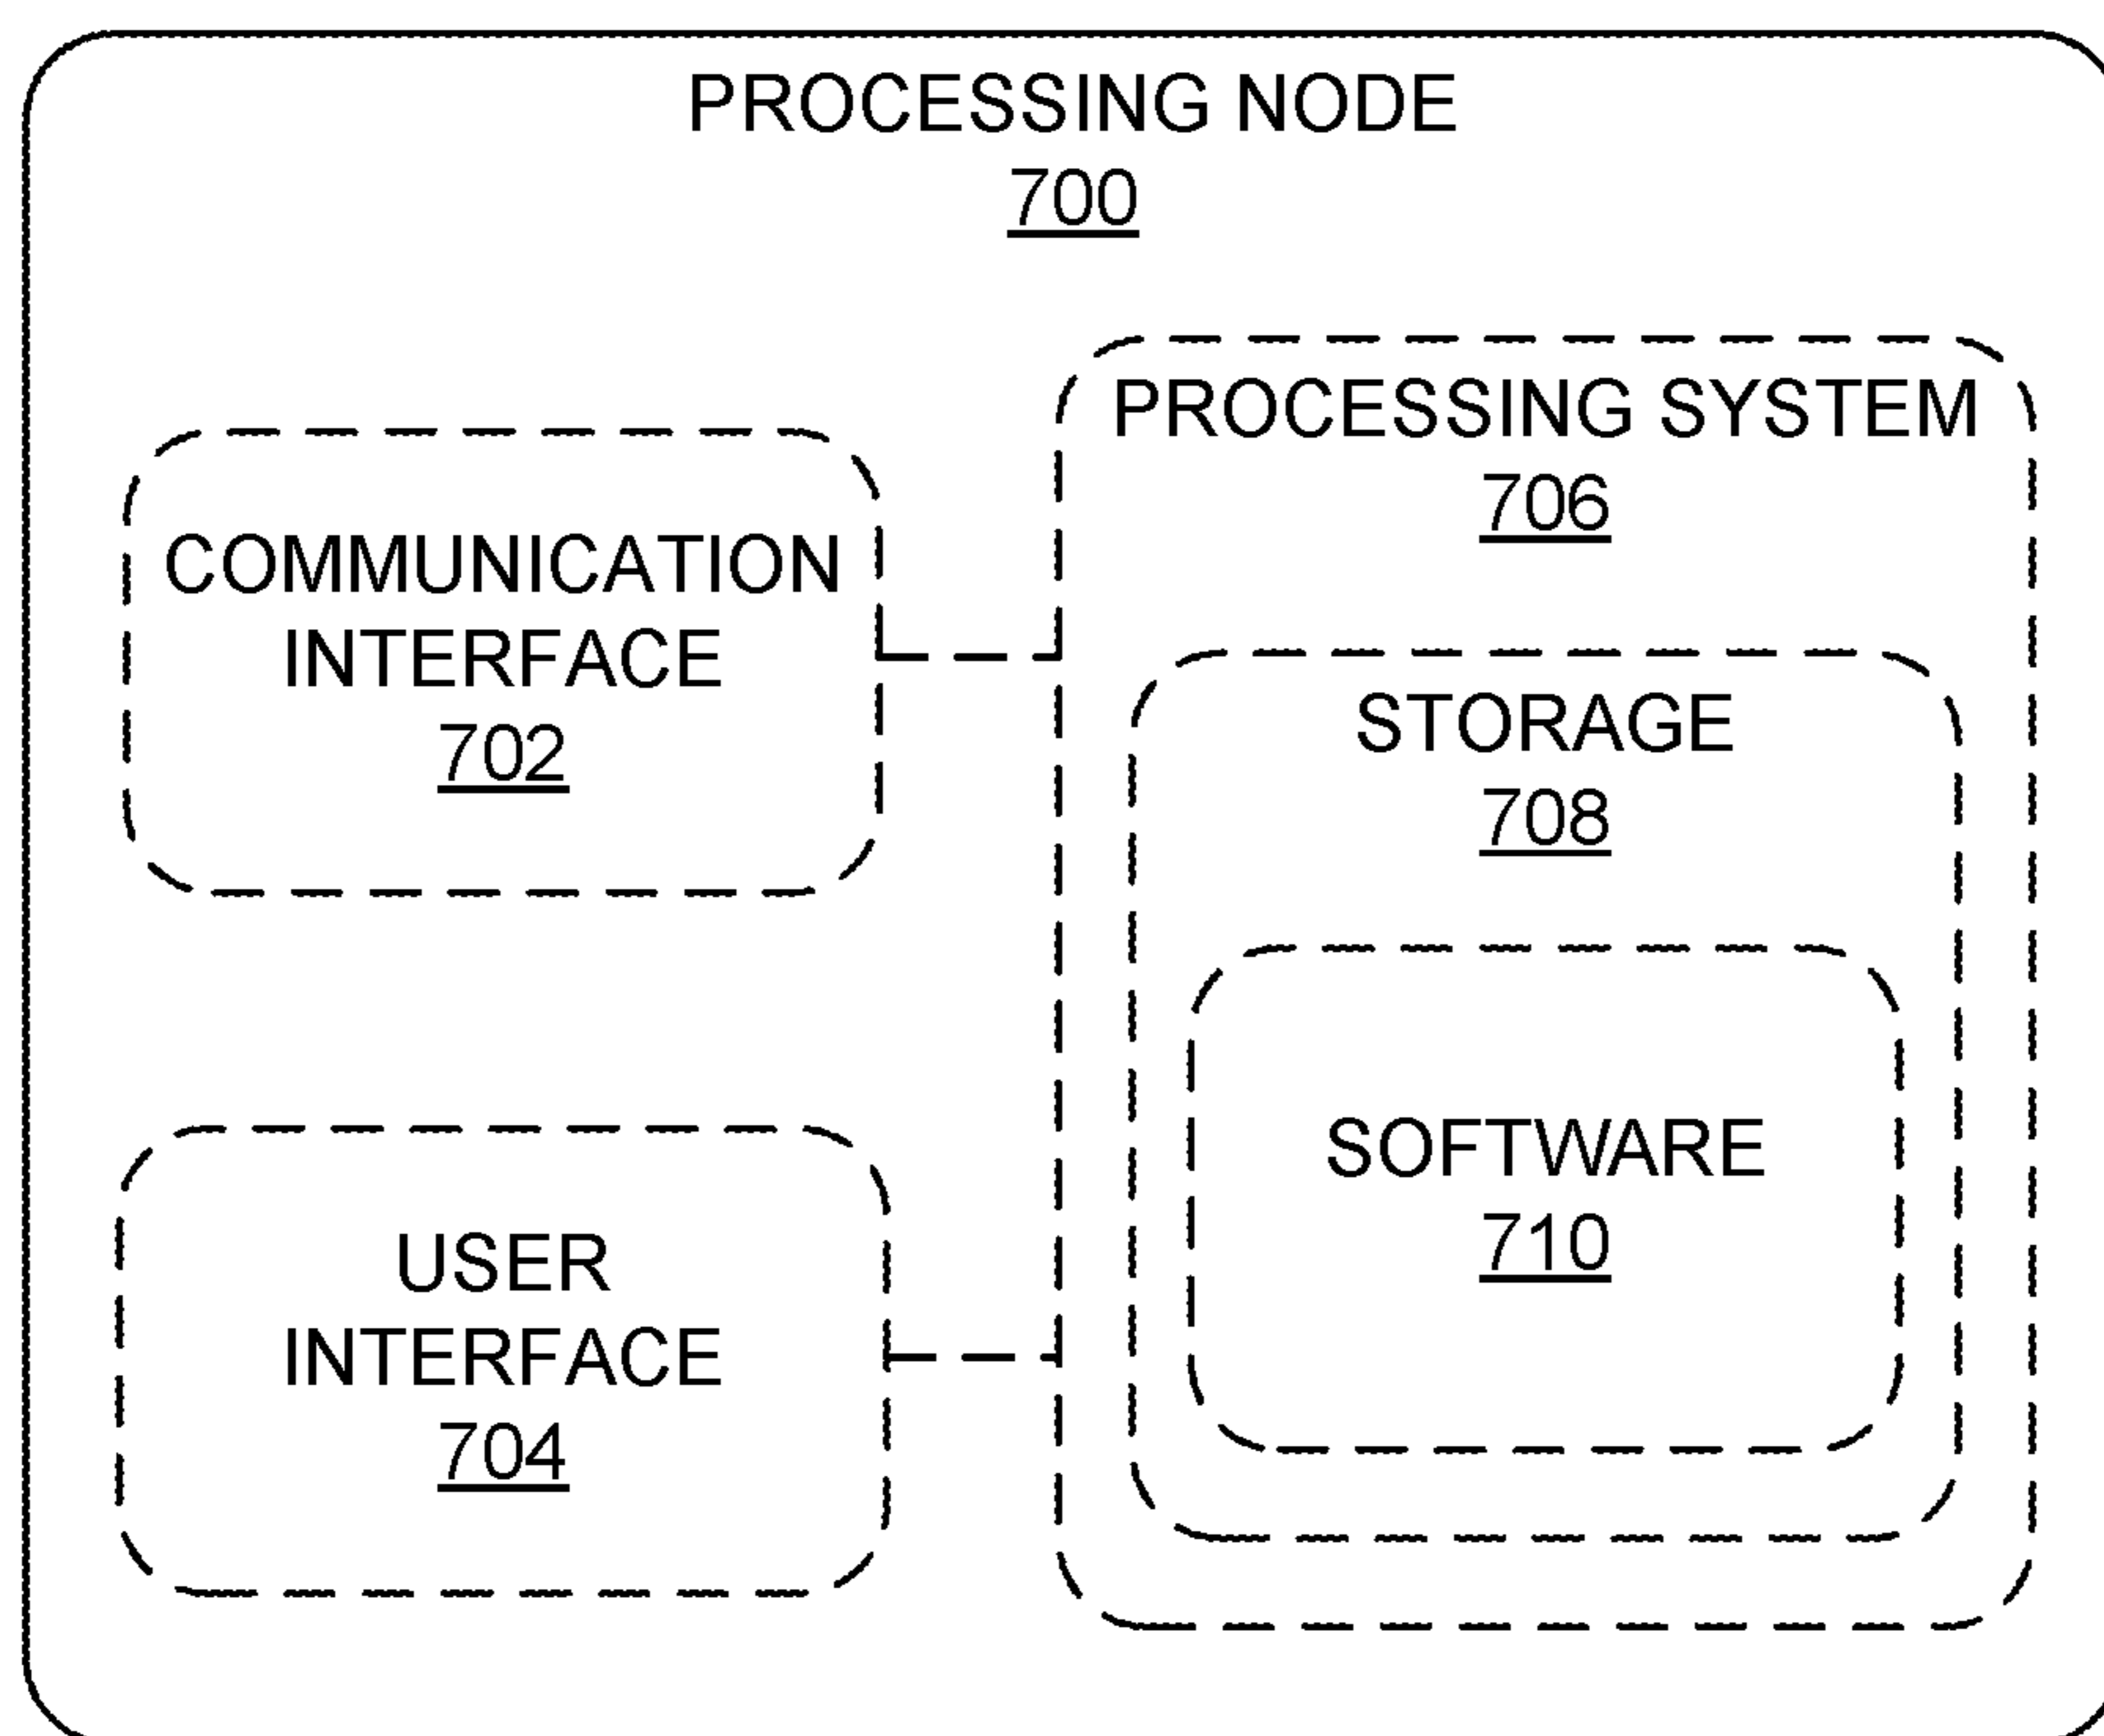 PROCESSING NODE
700
COMMUNICATION
INTERFACE
702
USER
INTERFACE
704
PROCESSING SYSTEM
706
STORAGE
708
SOFTWARE
710